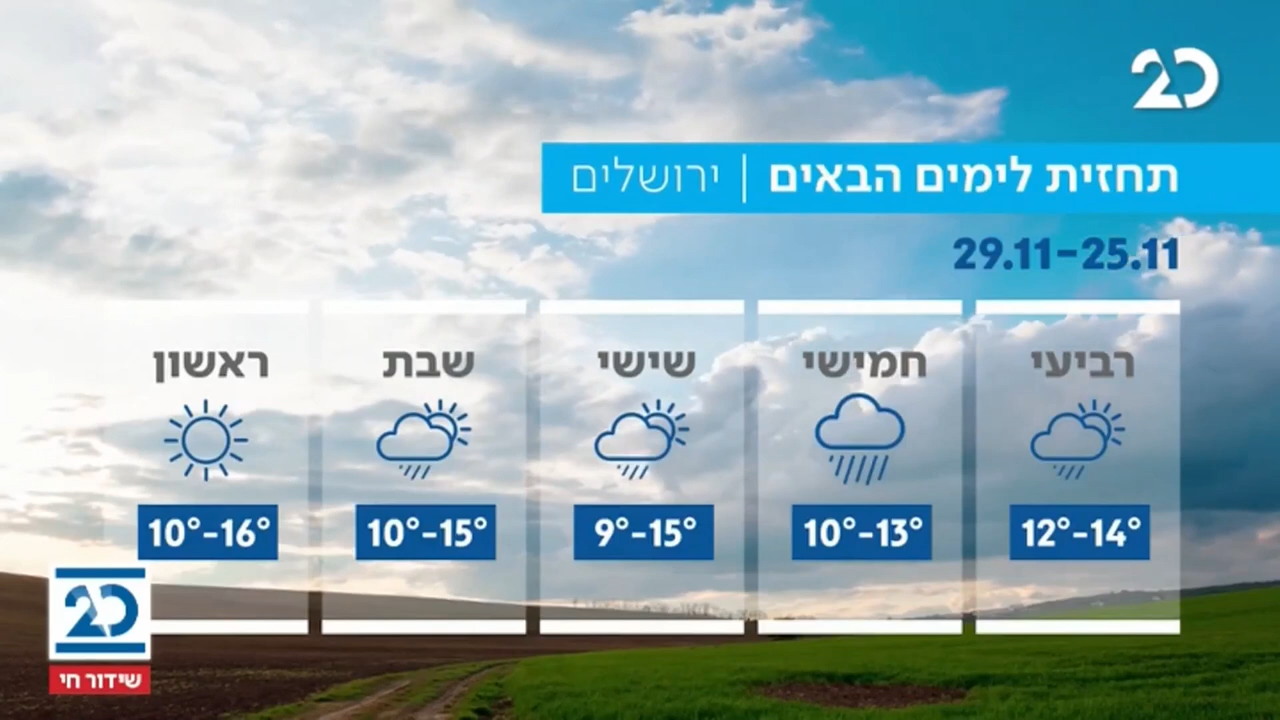 20
תחזית לימים הבאים | ירושלים
29.11-25.11
רביעי חמישי שישי שבת ראשון
12°-14° 10°-13° 9°-15° 10°-15° 10°-16°
20
שידור חי